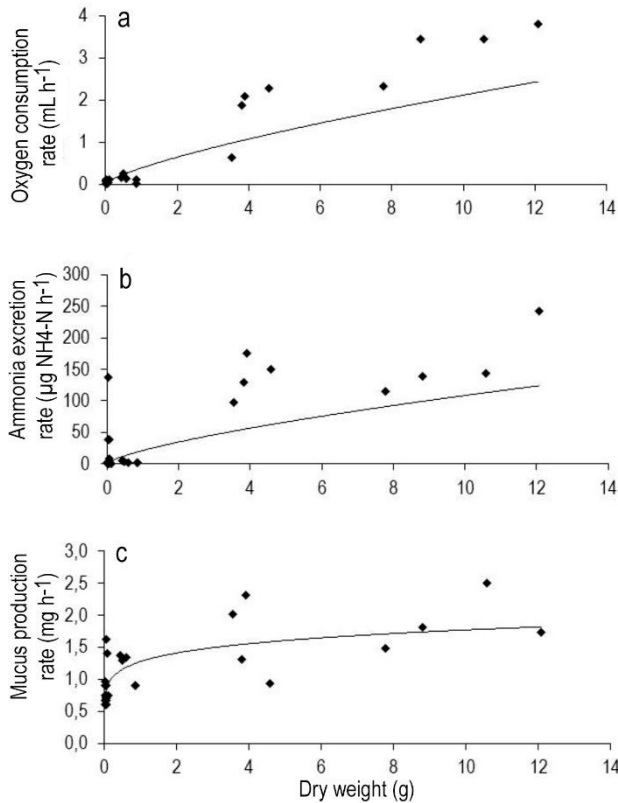 a
Oxygen consumption
rate (mL h-1)
4
3
2
1
0
0 2 4 6 8 10 12 14
b
Ammonia excretion
rate (µg NH4-N h-1)
300
250
200
150
100
50
0
0 2 4 6 8 10 12 14
c
Mucus production
rate (mg h-1)
3,0
2,5
2,0
1,5
1,0
0,5
0,0
0 2 4 6 8 10 12 14
Dry weight (g)